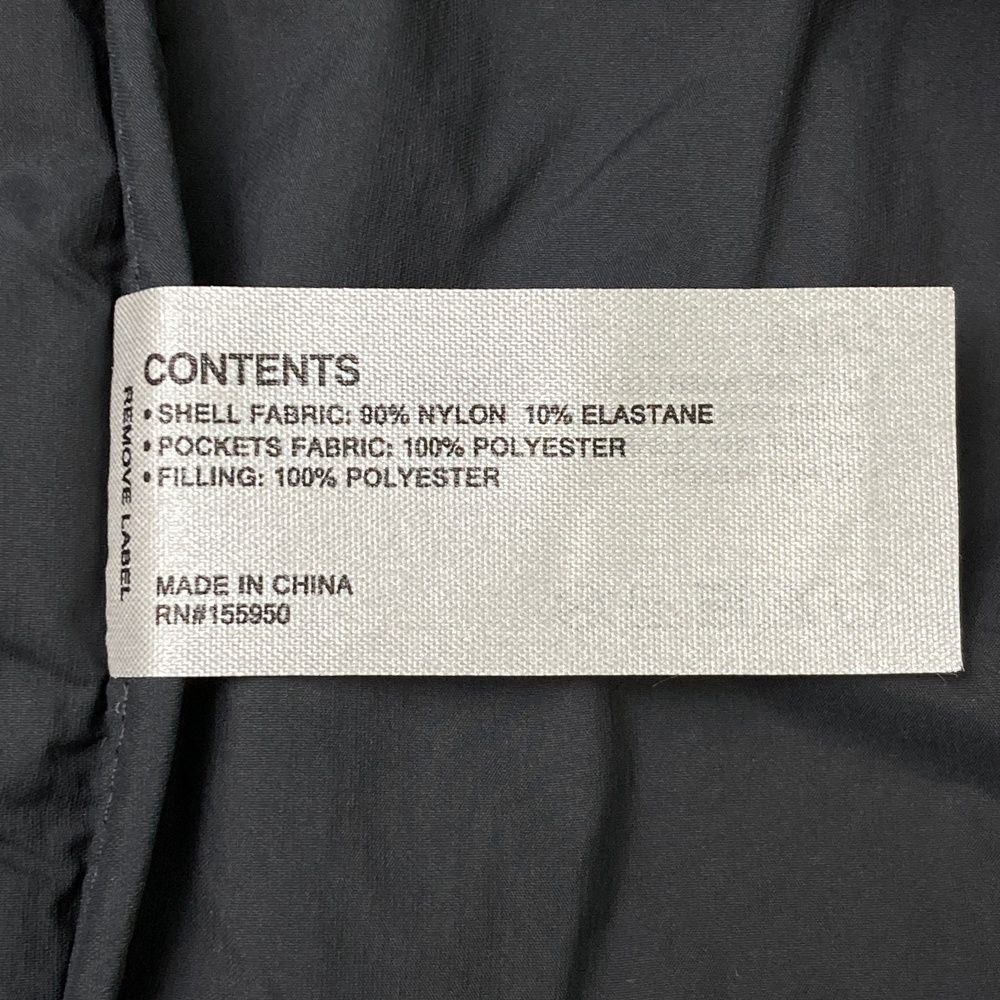 CONTENTS
• SHELL FABRIC: 90% NYLON 10% ELASTANE
• POCKETS FABRIC: 100% POLYESTER
• FILLING: 100% POLYESTER
MADE IN CHINA
RN#155950
REMOVE LABEL